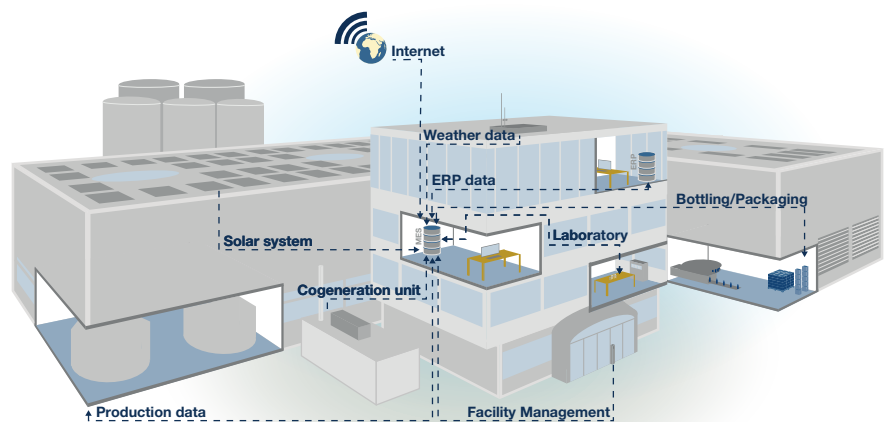 Internet
Weather data
ERP
ERP data
Bottling/Packaging
MES
Solar system
Laboratory
Cogeneration unit
Production data
Facility Management